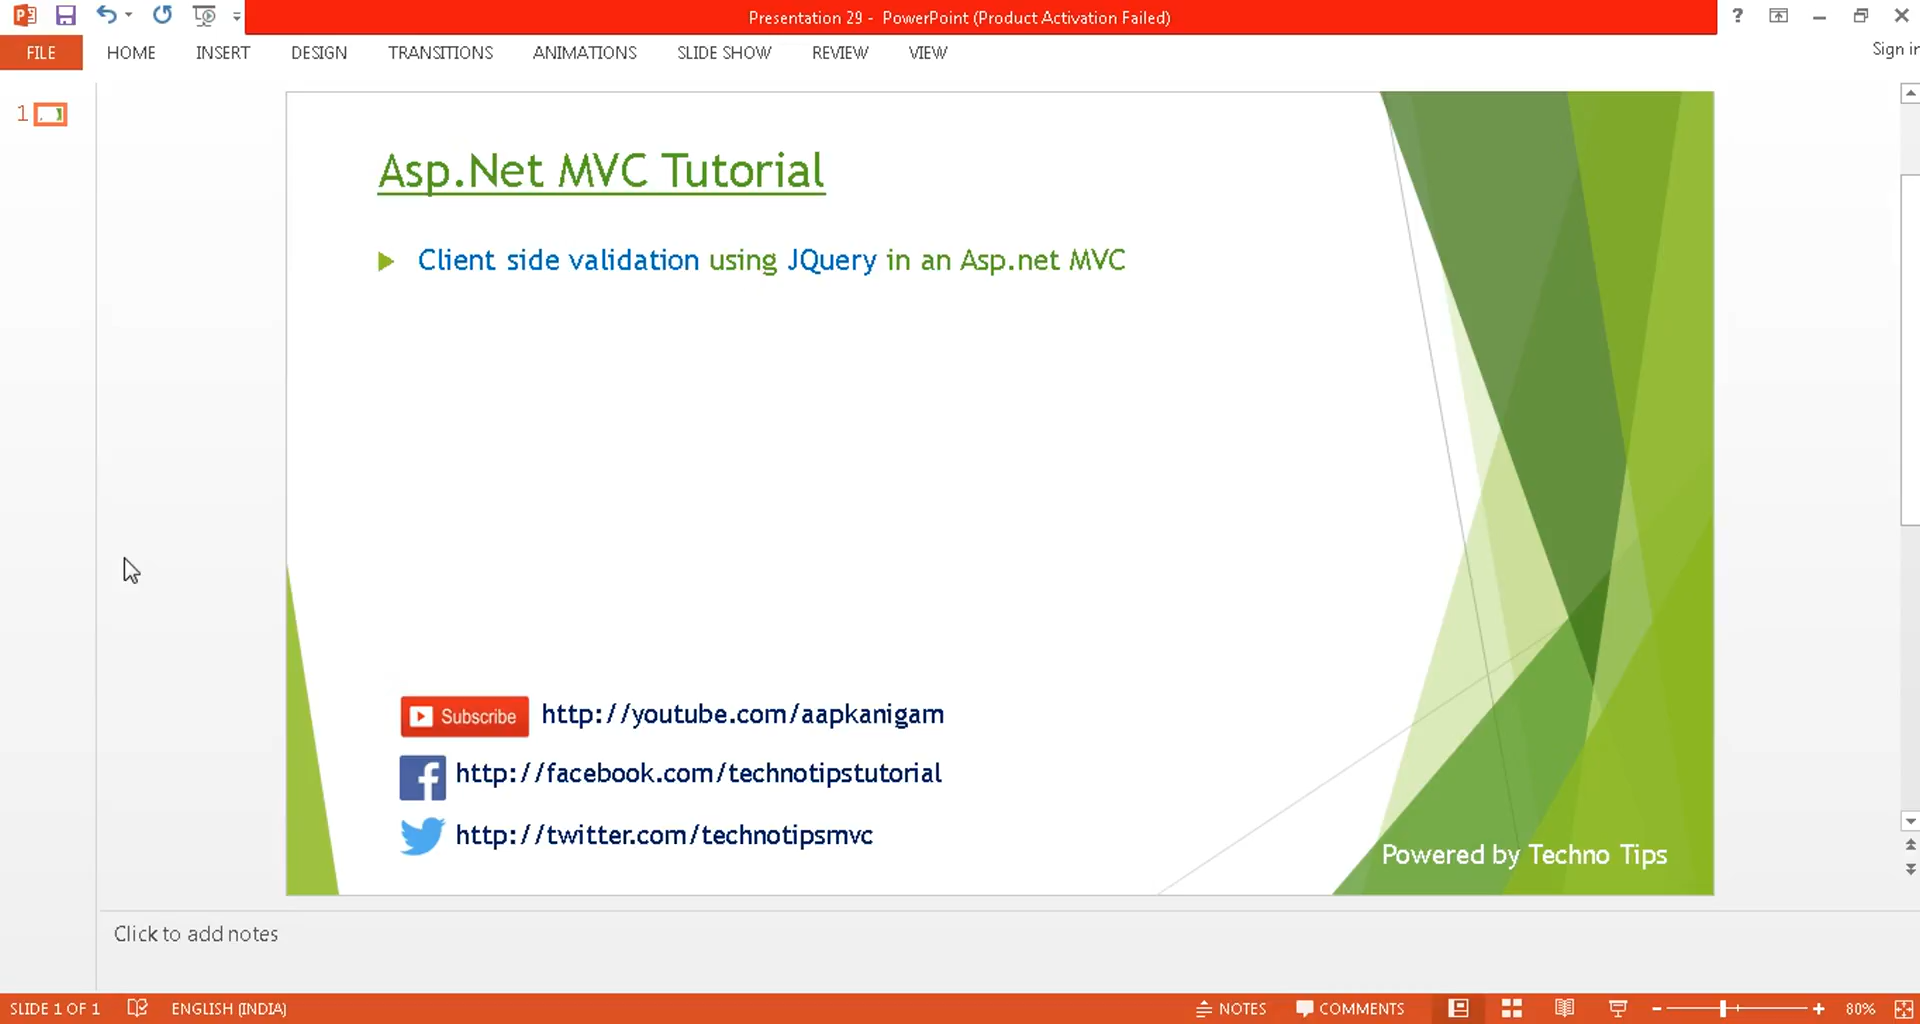 Presentation 29 - PowerPoint (Product Activation Failed)
?
FILE HOME INSERT DESIGN TRANSITIONS ANIMATIONS SLIDE SHOW REVIEW VIEW
Sign in
1
Asp.Net MVC Tutorial
Client side validation using JQuery in an Asp.net MVC
Subscribe http://youtube.com/aapkanigam
http://facebook.com/technotipstutorial
http://twitter.com/technotipsmvc
Powered by Techno Tips
Click to add notes
SLIDE 1 OF 1 ENGLISH (INDIA) NOTES COMMENTS 80%